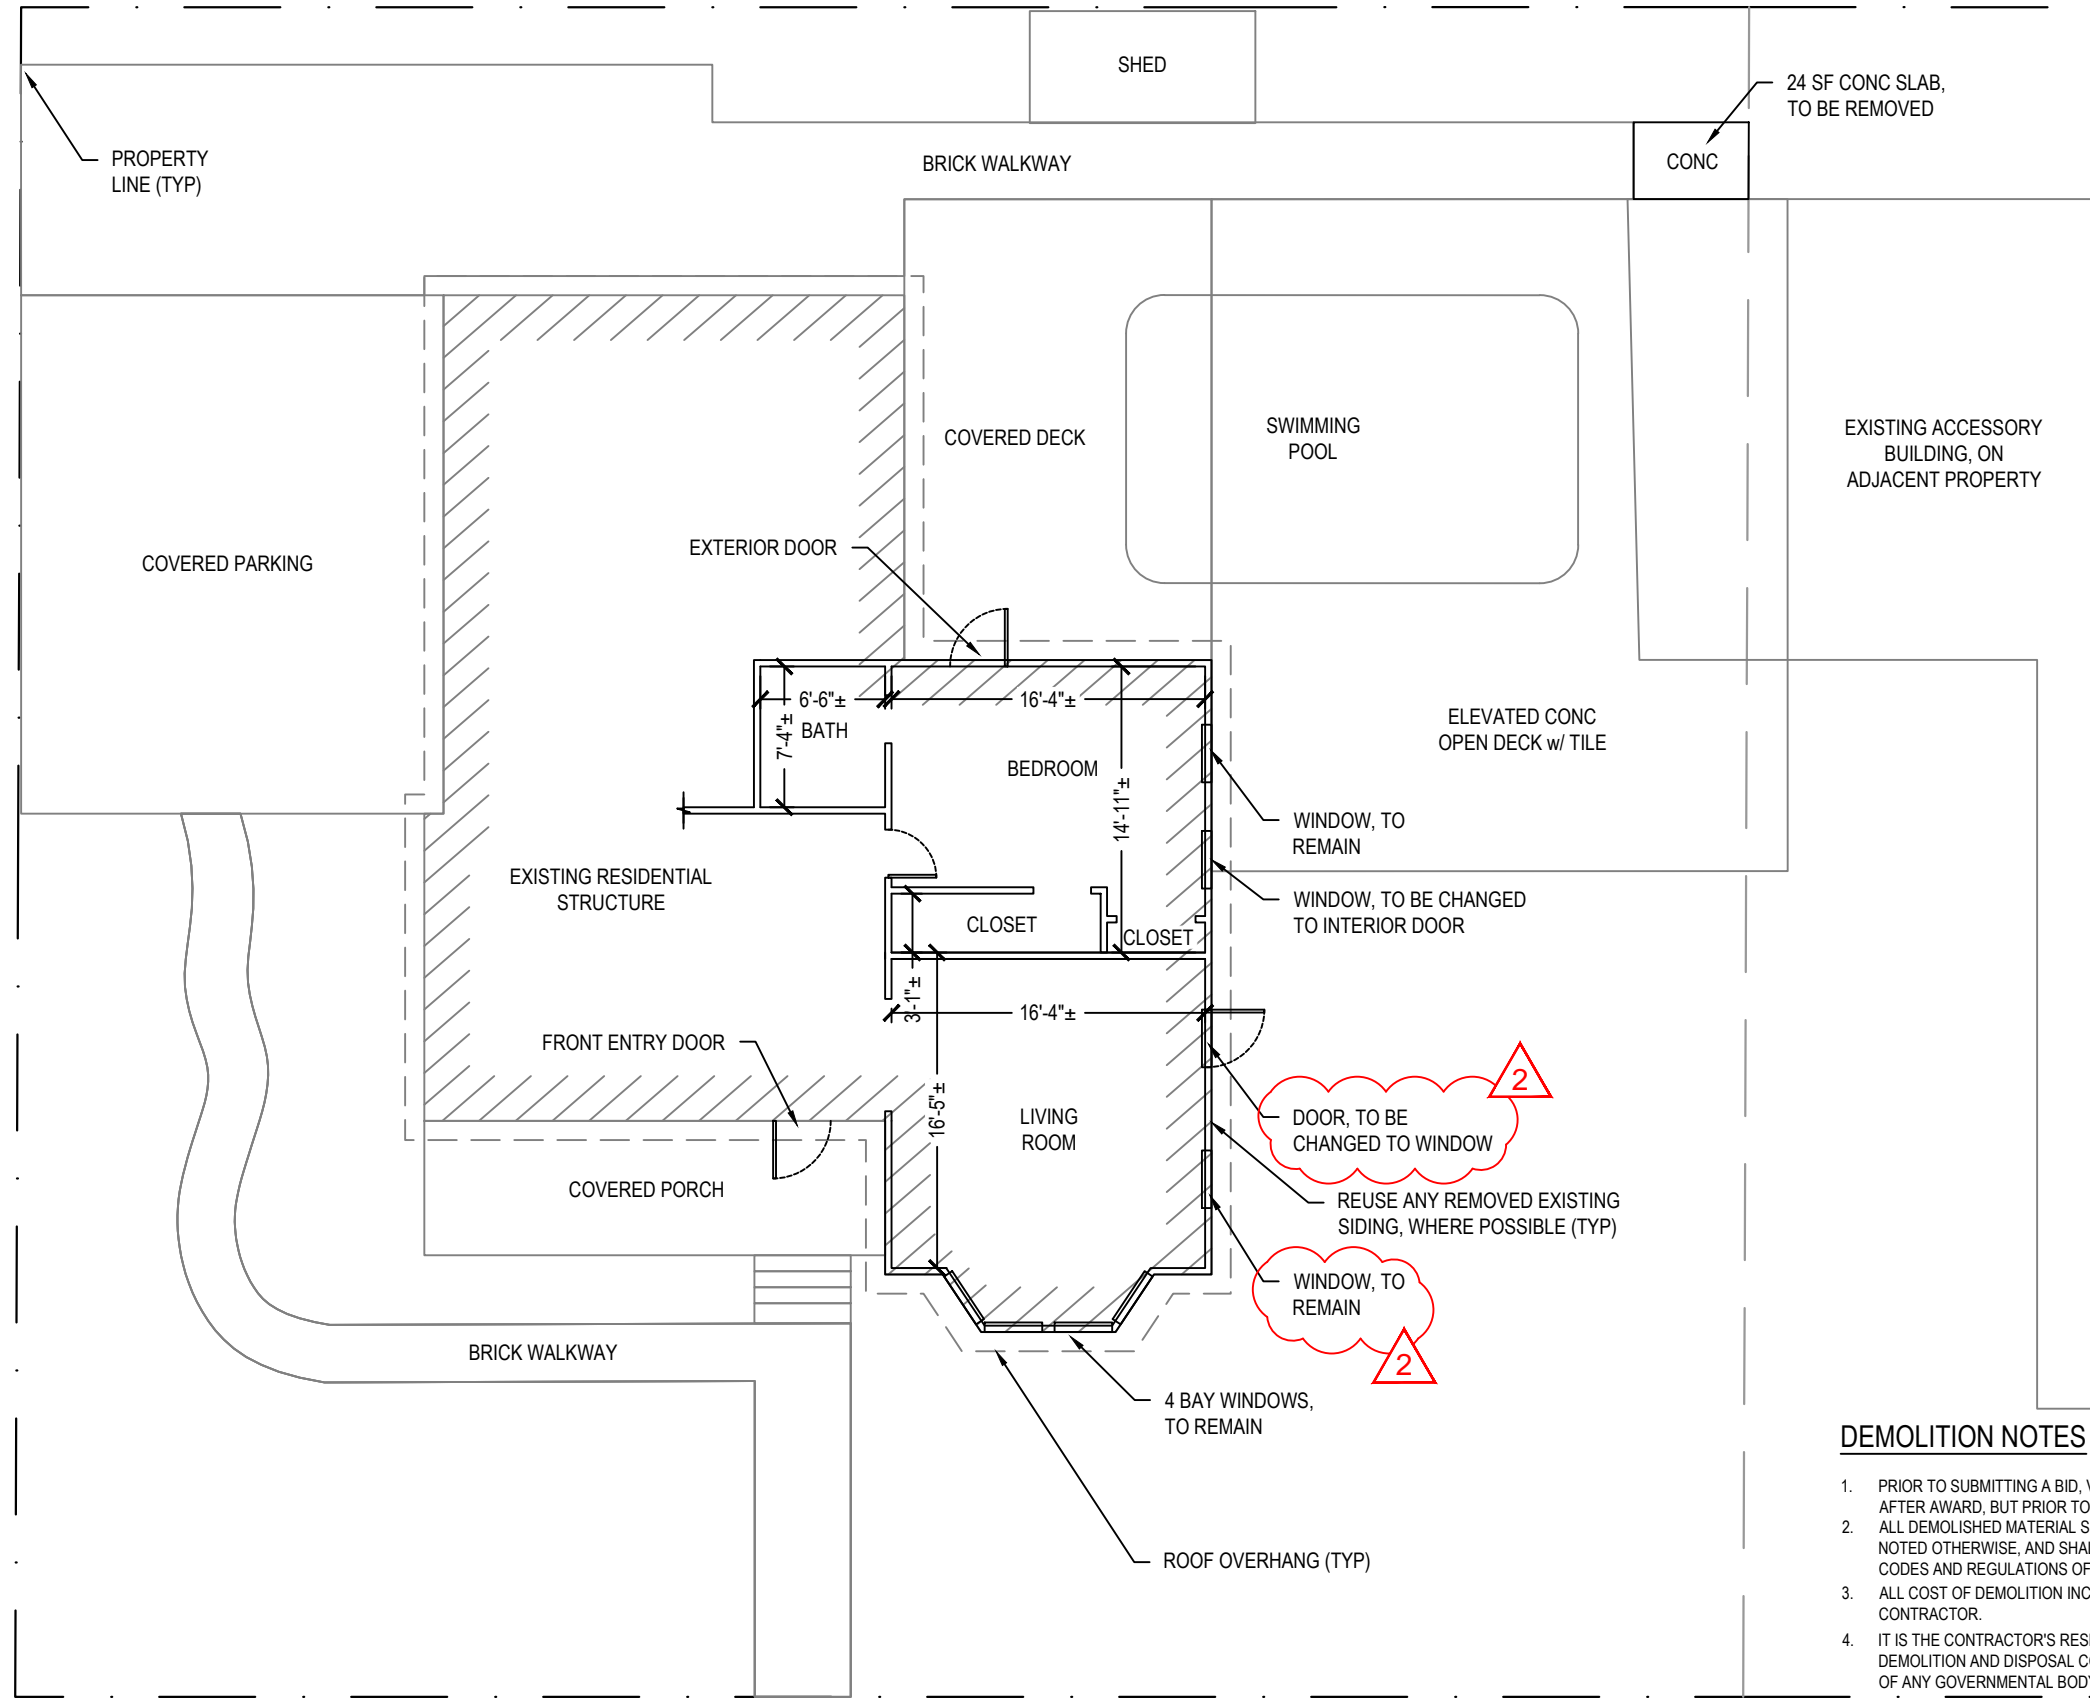 SHED
24 SF CONC SLAB,
TO BE REMOVED
PROPERTY
LINE (TYP)
BRICK WALKWAY
CONC
COVERED DECK
SWIMMING
POOL
EXISTING ACCESSORY
BUILDING, ON
ADJACENT PROPERTY
COVERED PARKING
EXTERIOR DOOR
6'-6"±
16'-4"±
7'-4"±
BATH
BEDROOM
14'-11"±
ELEVATED CONC
OPEN DECK w/ TILE
WINDOW, TO
REMAIN
EXISTING RESIDENTIAL
STRUCTURE
WINDOW, TO BE CHANGED
TO INTERIOR DOOR
CLOSET
CLOSET
3'-1"±
16'-4"±
FRONT ENTRY DOOR
16'-5"±
LIVING
ROOM
2
DOOR, TO BE
CHANGED TO WINDOW
COVERED PORCH
REUSE ANY REMOVED EXISTING
SIDING, WHERE POSSIBLE (TYP)
WINDOW, TO
REMAIN
2
BRICK WALKWAY
4 BAY WINDOWS,
TO REMAIN
ROOF OVERHANG (TYP)
DEMOLITION NOTES
1. PRIOR TO SUBMITTING A BID,
AFTER AWARD, BUT PRIOR TO
2. ALL DEMOLISHED MATERIAL
NOTED OTHERWISE, AND
CODES AND REGULATIONS OF
3. ALL COST OF DEMOLITION
CONTRACTOR.
4. IT IS THE CONTRACTOR'S
DEMOLITION AND DISPOSAL
OF ANY GOVERNMENTAL